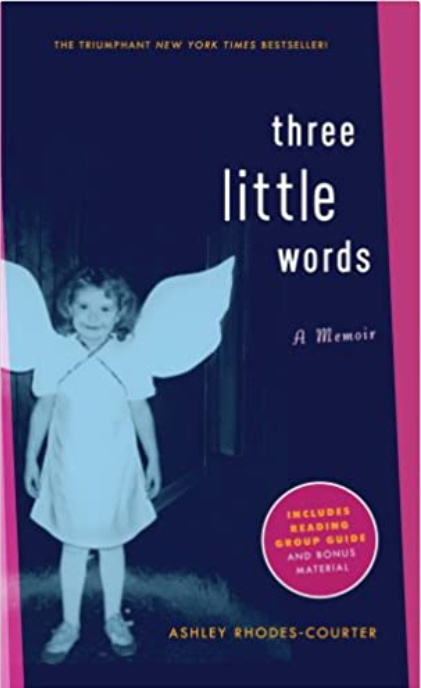 THE TRIUMPHANT NEW YORK TIMES BESTSELLER!
three
little
words
A Memoir
INCLUDES
READING
GROUP GUIDE
AND BONUS
MATERIAL
ASHLEY RHODES-COURTER